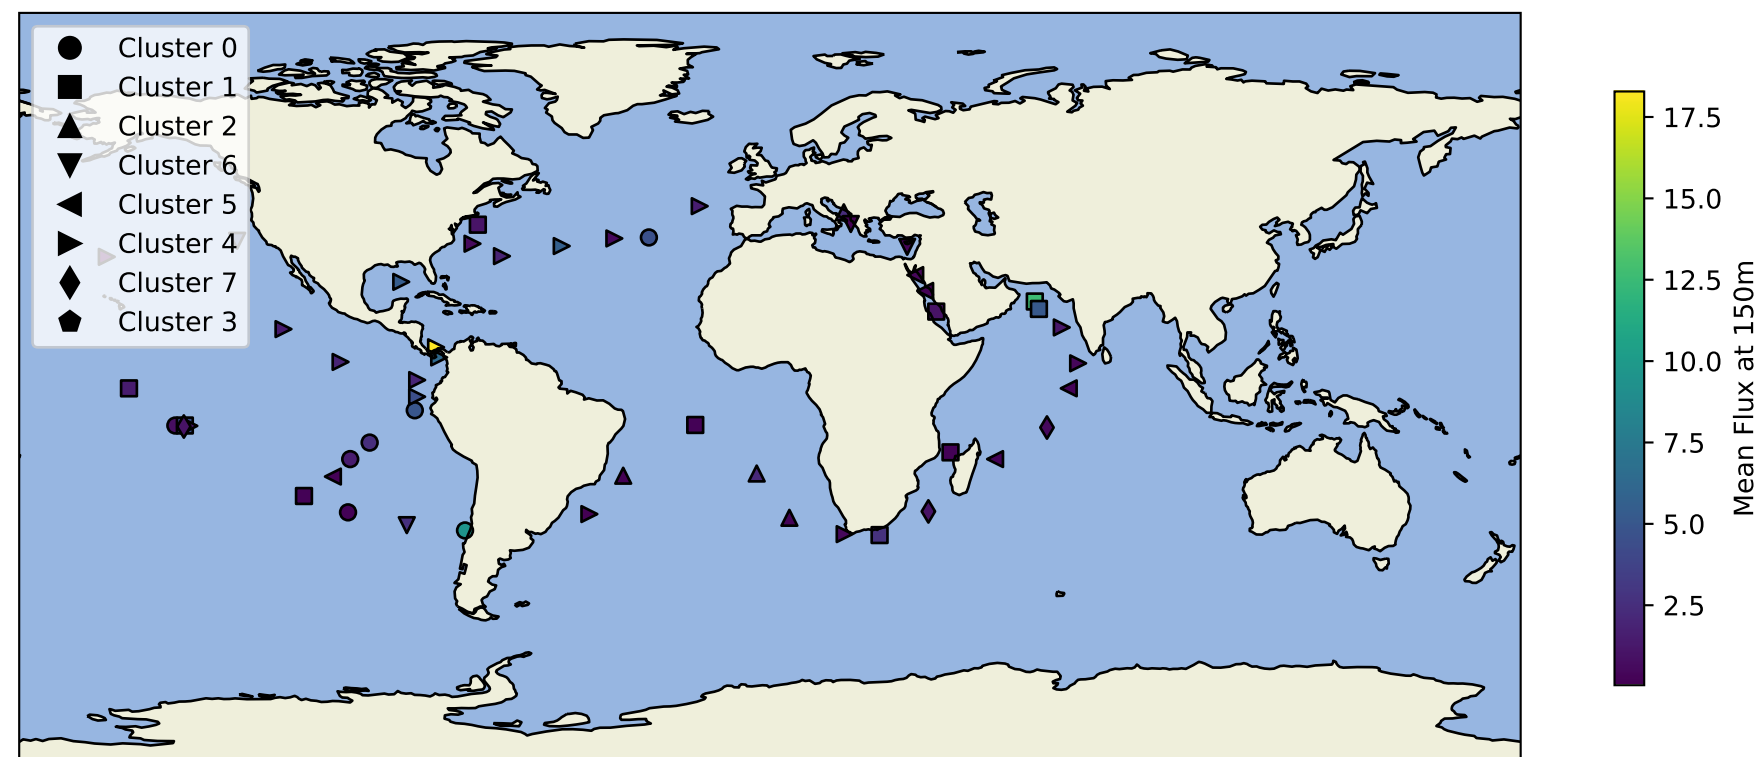 Cluster 0
Cluster 1
Cluster 2
Cluster 6
Cluster 5
Cluster 4
Cluster 7
Cluster 3
17.5
15.0
12.5
10.0
7.5
5.0
2.5
Mean Flux at 150m